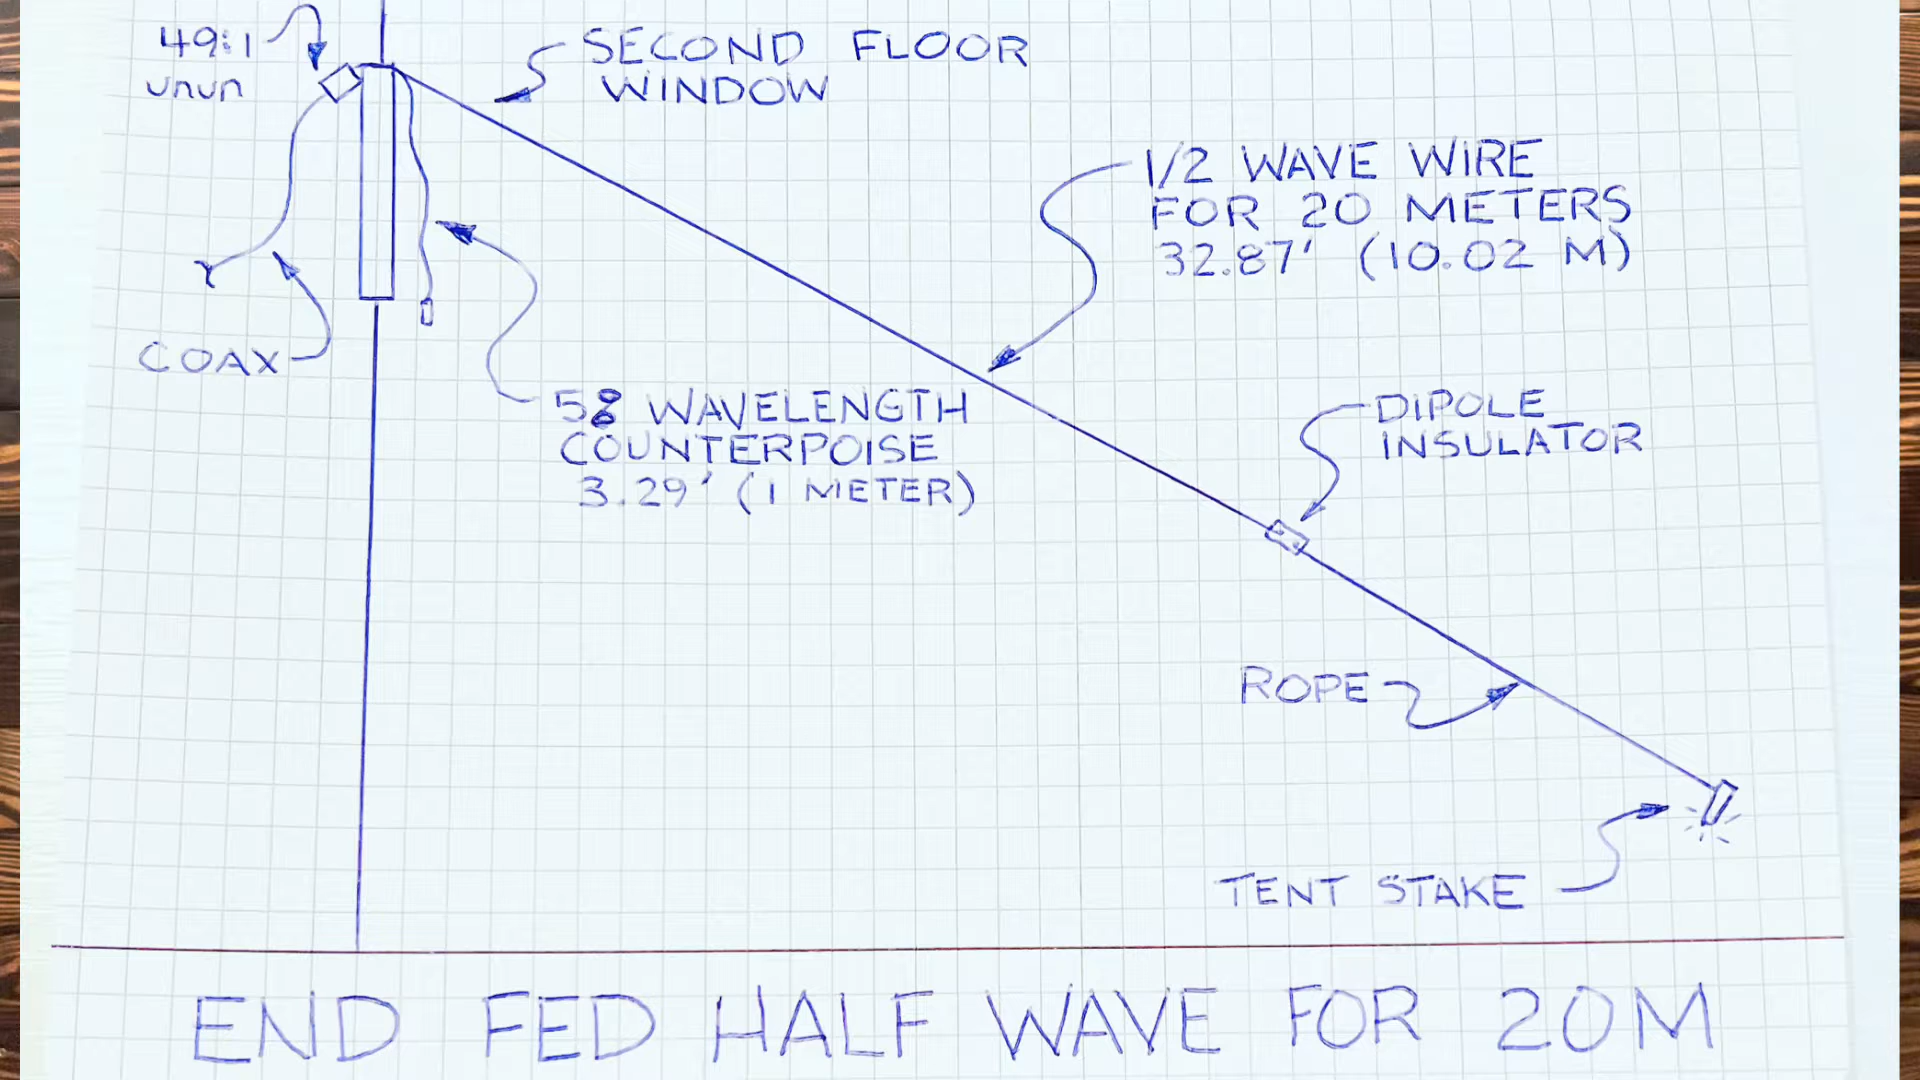 49:1
unun
SECOND FLOOR
WINDOW
1/2 WAVE WIRE
FOR 20 METERS
32.87' (10.02 M)
COAX
5% WAVELENGTH
COUNTERPOISE
3.29' (1 METER)
DIPOLE
INSULATOR
ROPE
TENT STAKE
END FED HALF WAVE FOR 20M